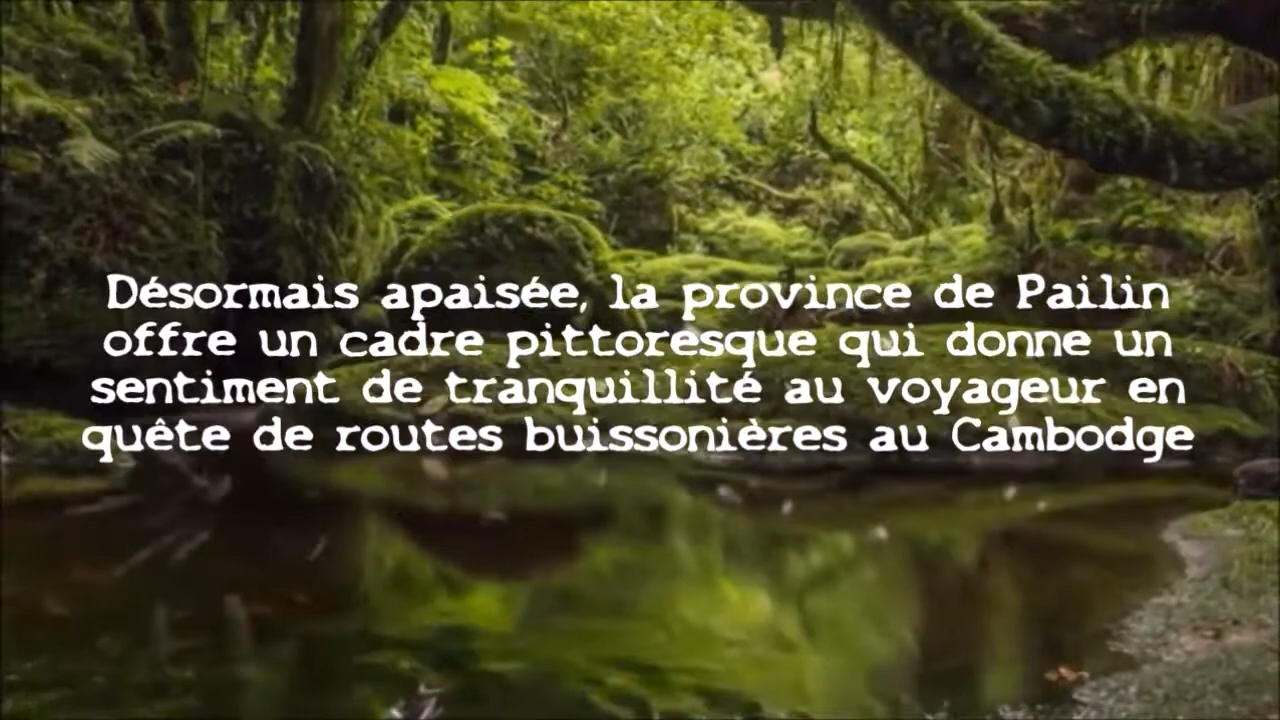 Désormais apaisée, la province de Pailin
offre un cadre pittoresque qui donne un
sentiment de tranquillité au voyageur en
quête de routes buissonières au Cambodge